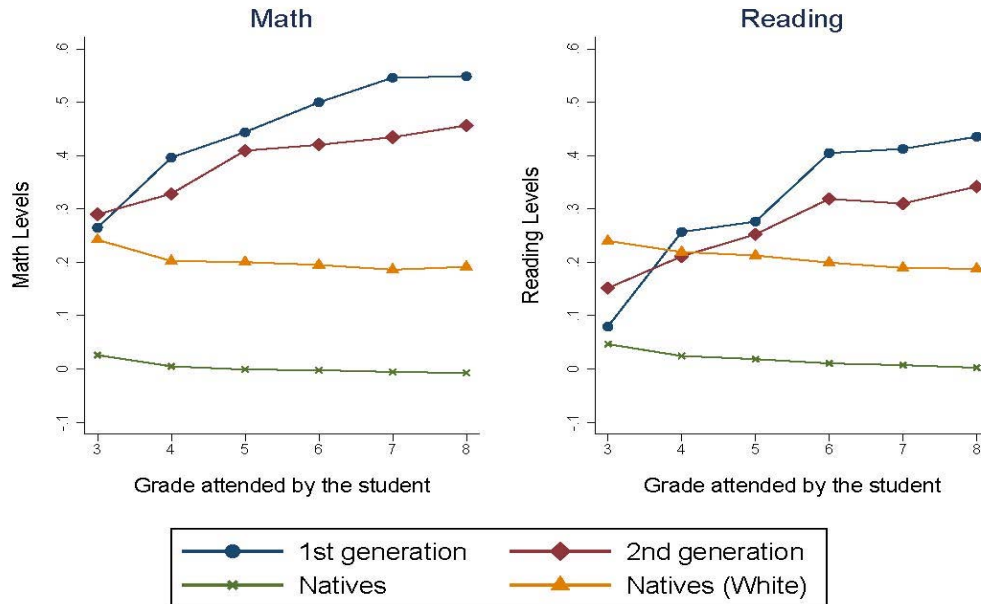 Math
Math Levels
.6
.5
.4
.3
.2
.1
0
-.1
3 4 5 6 7 8
Grade attended by the student
Reading
Reading Levels
.6
.5
.4
.3
.2
.1
0
-.1
3 4 5 6 7 8
Grade attended by the student
1st generation 2nd generation
Natives Natives (White)